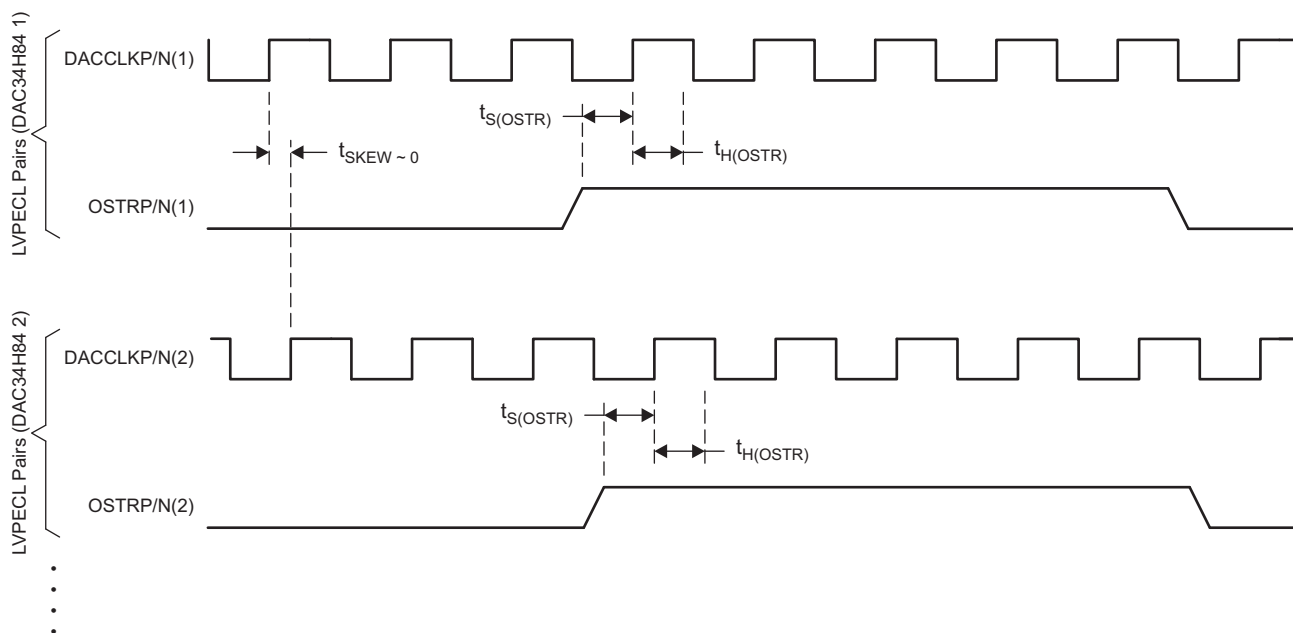 LVPECL Pairs (DAC34H84 1)
DACCLKP/N(1)
tS(OSTR)
tH(OSTR)
tSKEW ~ 0
OSTRP/N(1)
LVPECL Pairs (DAC34H84 2)
DACCLKP/N(2)
tS(OSTR)
tH(OSTR)
OSTRP/N(2)